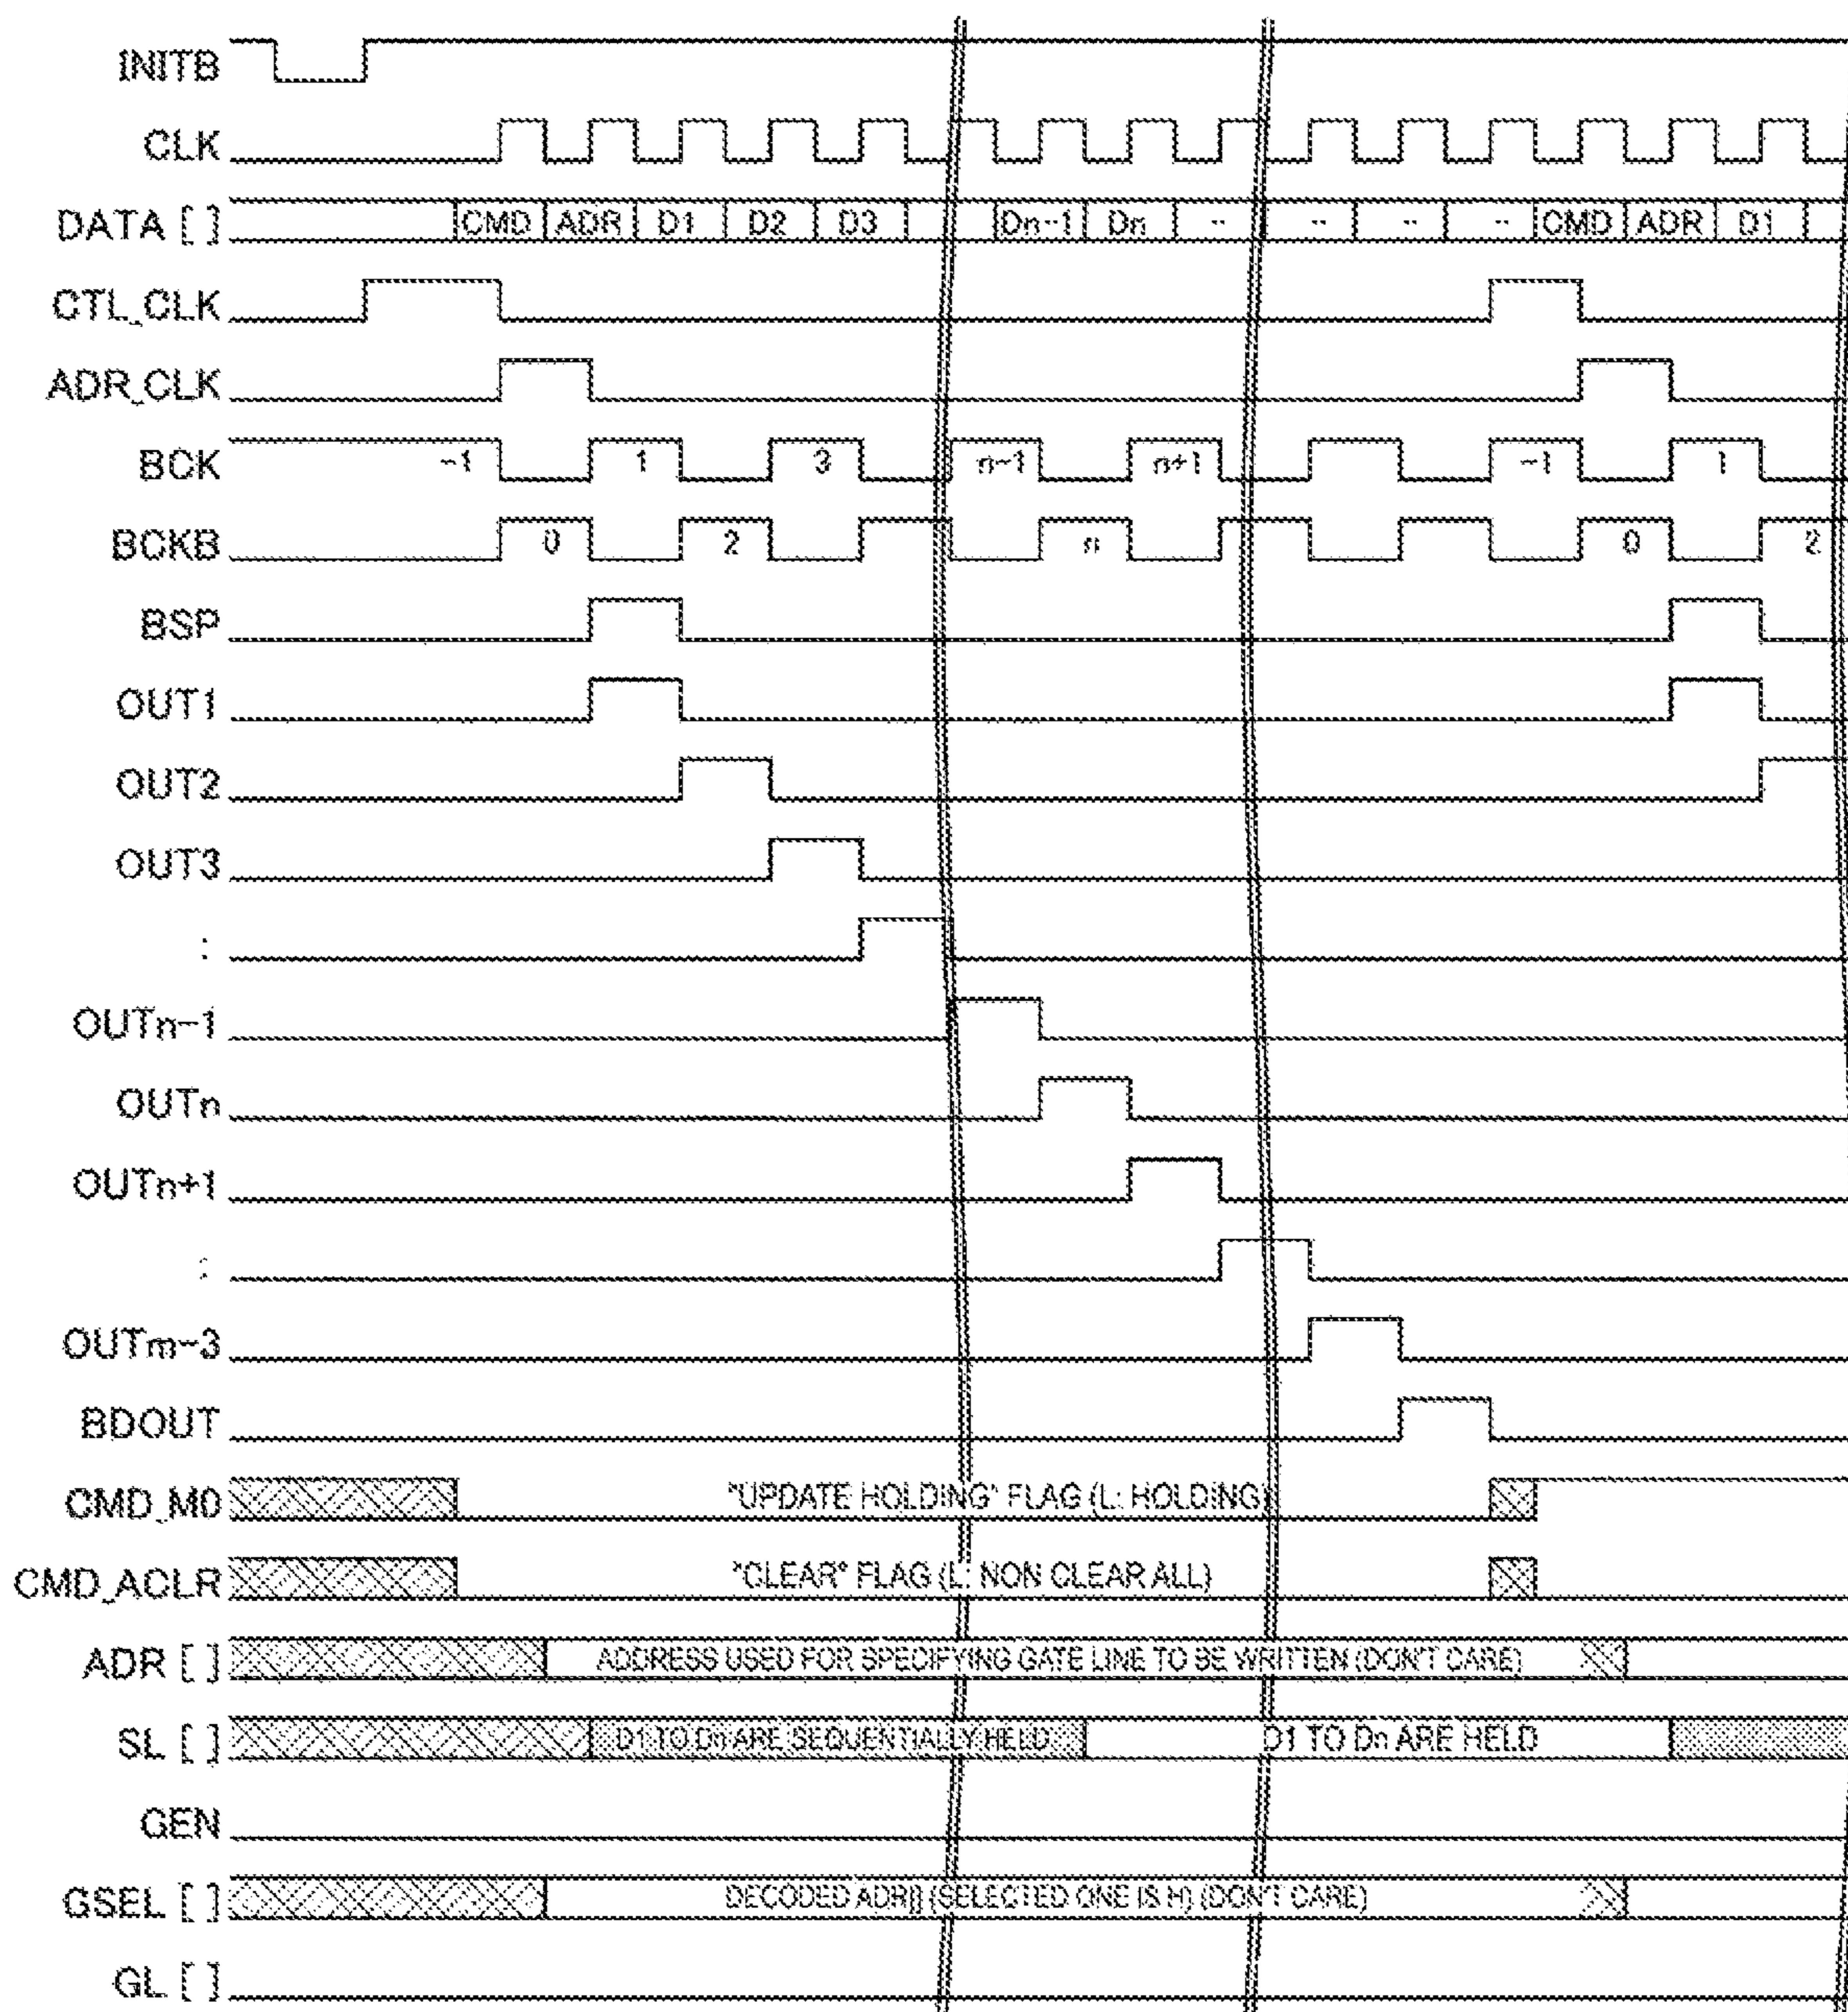 INITB
CLK
DATA [ ] CMD ADR D1 D2 D3 Dn-1 Dn -- -- -- -- CMD ADR D1
CTL_CLK
ADR_CLK
BCK -1 1 3 n-1 n+1 -1 1
BCKB 0 2 n 0 2
BSP
OUT1
OUT2
OUT3
:
OUTn-1
OUTn
OUTn+1
:
OUTm-3
BDOUT
CMD_M0 "UPDATE HOLDING" FLAG (L: HOLDING)
CMD_ACLR "CLEAR" FLAG (L: NON CLEAR ALL)
ADR [ ] ADDRESS USED FOR SPECIFYING GATE LINE TO BE WRITTEN (DON'T CARE)
SL [ ] D1 TO Dn ARE SEQUENTIALLY HELD D1 TO Dn ARE HELD
GEN
GSEL [ ] DECODED ADR[] (SELECTED ONE IS H) (DON'T CARE)
GL [ ]